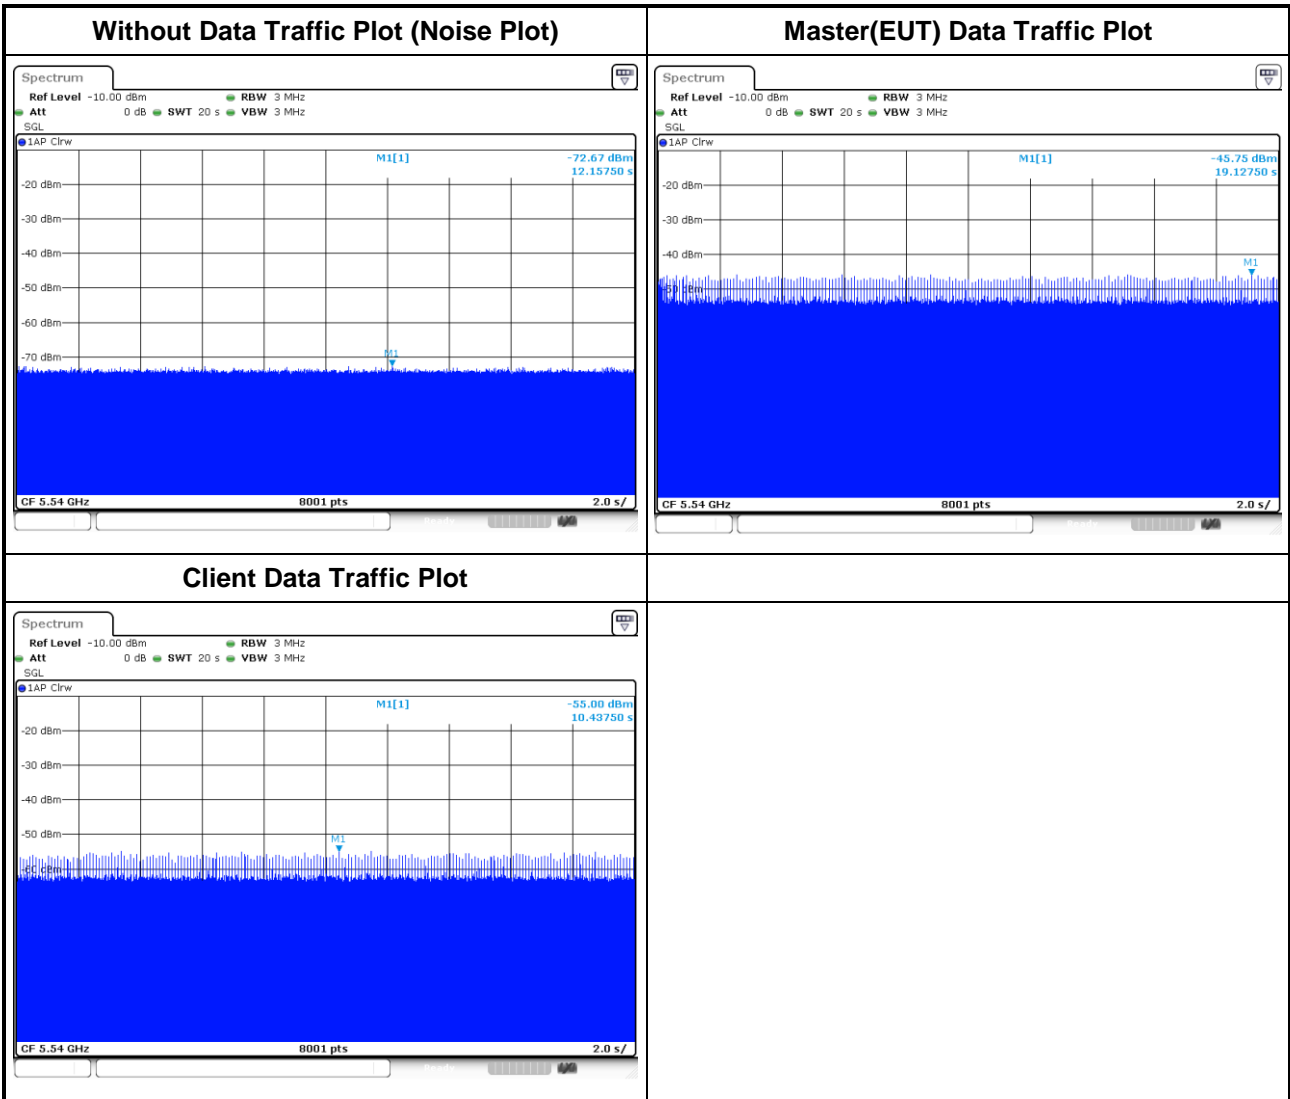 Without Data Traffic Plot (Noise Plot)
Spectrum
Ref Level -10.00 dBm RBW 3 MHz
Att 0 dB SWT 20 s VBW 3 MHz
SGL
1AP Clrw
M1[1] -72.67 dBm
12.15750 s
-20 dBm
-30 dBm
-40 dBm
-50 dBm
-60 dBm
M1
-70 dBm
CF 5.54 GHz 8001 pts 2.0 s/
Ready
Master(EUT) Data Traffic Plot
Spectrum
Ref Level -10.00 dBm RBW 3 MHz
Att 0 dB SWT 20 s VBW 3 MHz
SGL
1AP Clrw
M1[1] -45.75 dBm
19.12750 s
-20 dBm
-30 dBm
-40 dBm
M1
-50 dBm
CF 5.54 GHz 8001 pts 2.0 s/
Ready
Client Data Traffic Plot
Spectrum
Ref Level -10.00 dBm RBW 3 MHz
Att 0 dB SWT 20 s VBW 3 MHz
SGL
1AP Clrw
M1[1] -55.00 dBm
10.43750 s
-20 dBm
-30 dBm
-40 dBm
-50 dBm
M1
-60 dBm
CF 5.54 GHz 8001 pts 2.0 s/
Ready